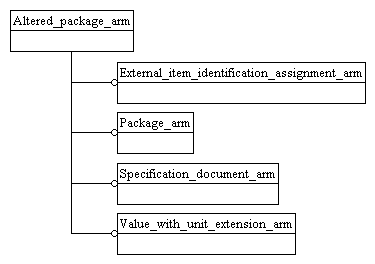 Altered_package_arm
External_item_identification_assignment_arm
Package_arm
Specification_document_arm
Value_with_unit_extension_arm